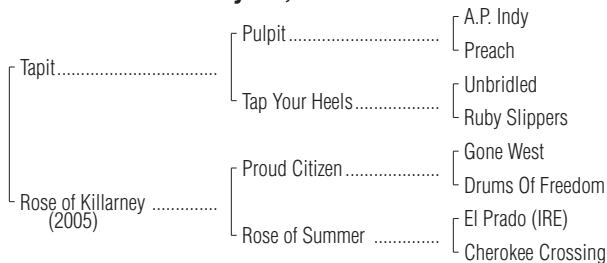 A.P. Indy
Pulpit
Preach
Tapit
Unbridled
Tap Your Heels
Ruby Slippers
Gone West
Proud Citizen
Drums Of Freedom
Rose of Killarney
(2005)
El Prado (IRE)
Rose of Summer
Cherokee Crossing